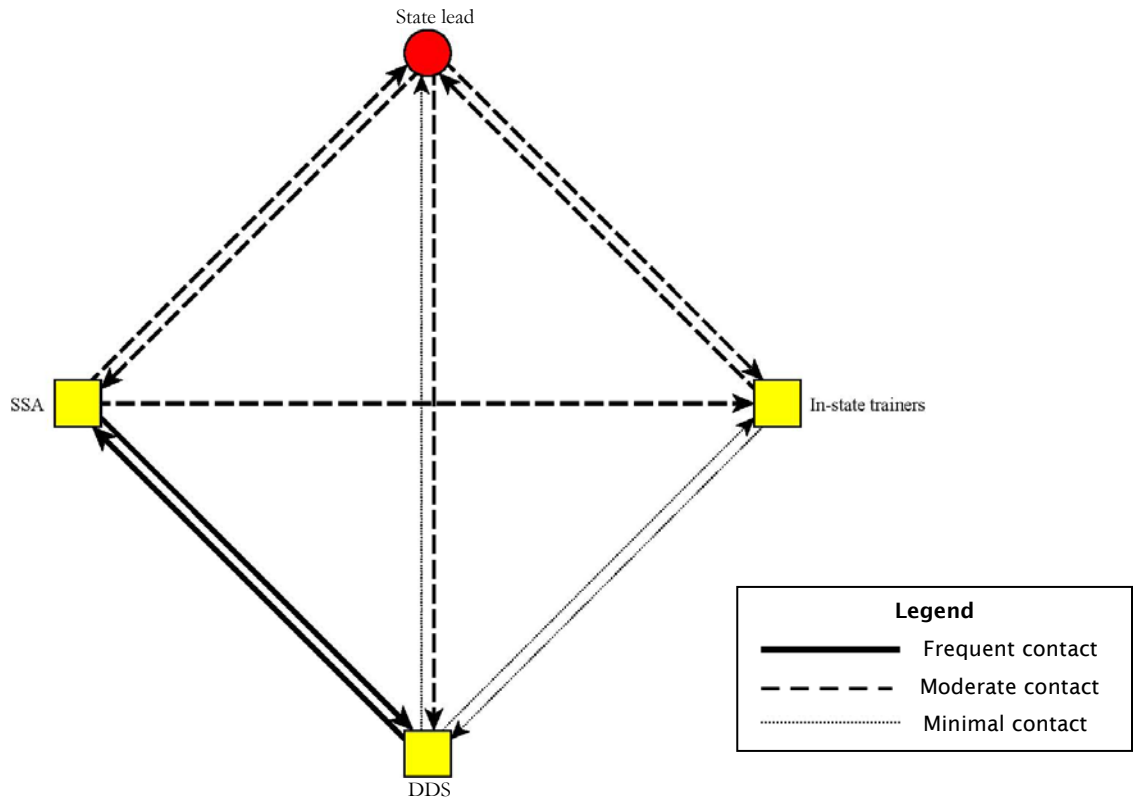 State lead
SSA
In-state trainers
DDS
Legend
Frequent contact
Moderate contact
Minimal contact